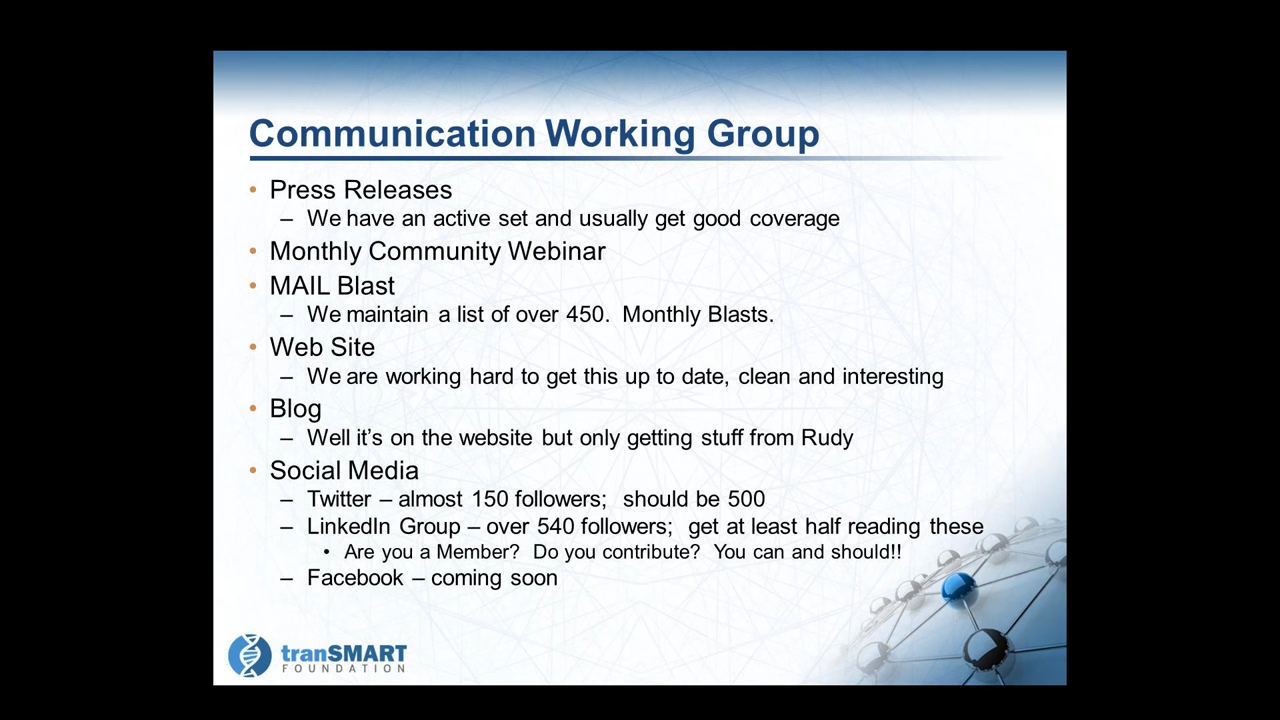 Communication Working Group
• Press Releases
– We have an active set and usually get good coverage
• Monthly Community Webinar
• MAIL Blast
– We maintain a list of over 450.  Monthly Blasts.
• Web Site
– We are working hard to get this up to date, clean and interesting
• Blog
– Well it’s on the website but only getting stuff from Rudy
• Social Media
– Twitter – almost 150 followers;  should be 500
– LinkedIn Group – over 540 followers;  get at least half reading these
• Are you a Member?  Do you contribute?  You can and should!!
– Facebook – coming soon
tranSMART
FOUNDATION